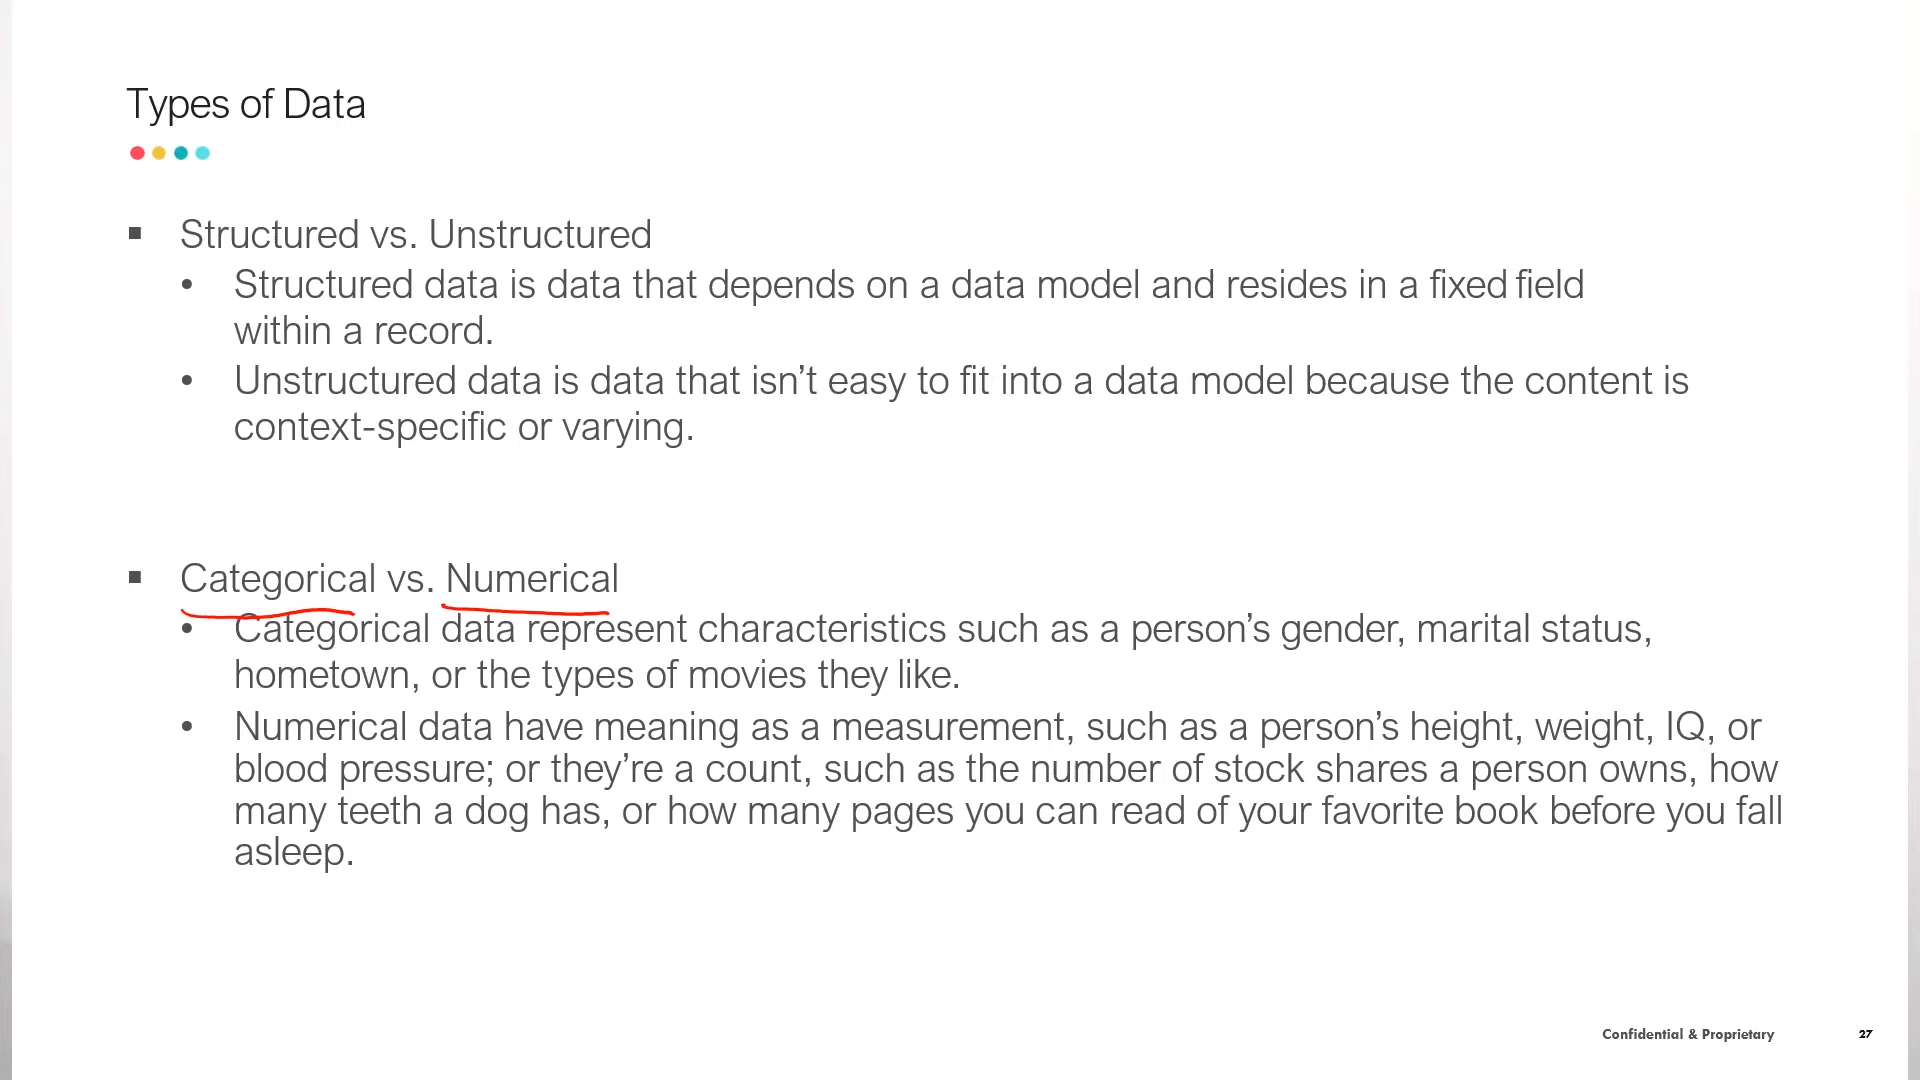 Types of Data
▪ Structured vs. Unstructured
• Structured data is data that depends on a data model and resides in a fixed field
within a record.
• Unstructured data is data that isn’t easy to fit into a data model because the content is
context-specific or varying.
▪ Categorical vs. Numerical
• Categorical data represent characteristics such as a person’s gender, marital status,
hometown, or the types of movies they like.
• Numerical data have meaning as a measurement, such as a person’s height, weight, IQ, or
blood pressure; or they’re a count, such as the number of stock shares a person owns, how
many teeth a dog has, or how many pages you can read of your favorite book before you fall
asleep.
Confidential & Proprietary 27